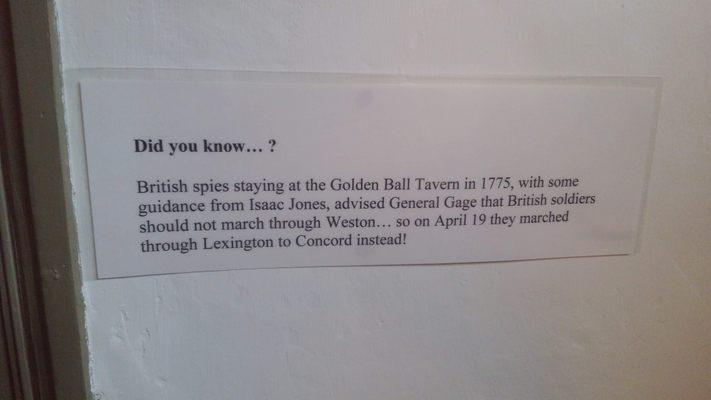 Did you know… ?
British spies staying at the Golden Ball Tavern in 1775, with some
guidance from Isaac Jones, advised General Gage that British soldiers
should not march through Weston… so on April 19 they marched
through Lexington to Concord instead!